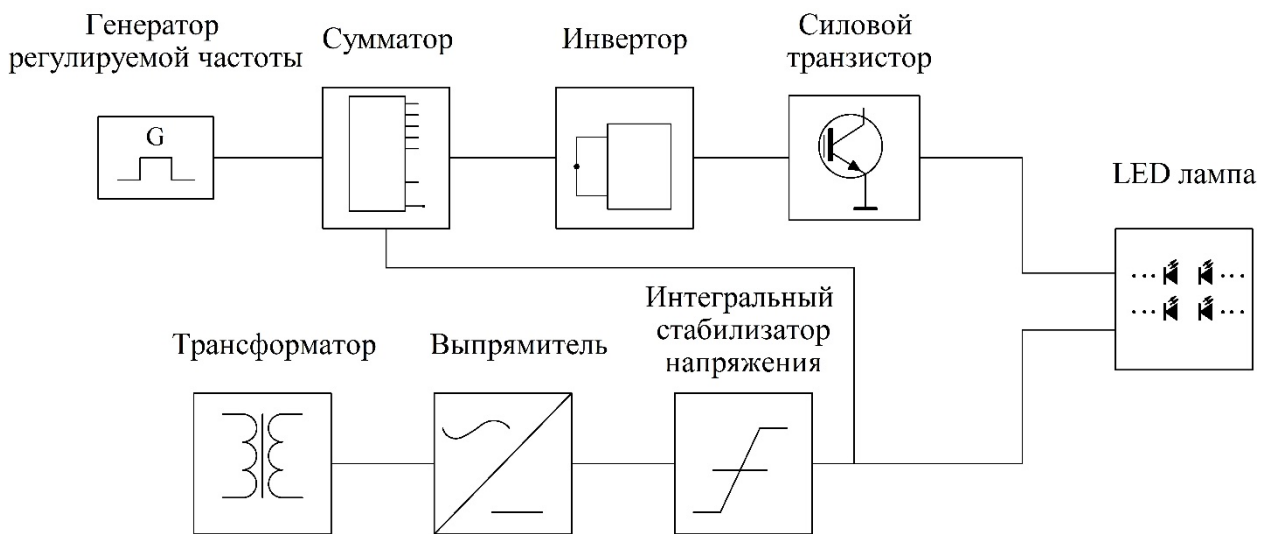 Генератор
регулируемой частоты
Сумматор
Инвертор
Силовой
транзистор
G
LED лампа
Интегральный
стабилизатор
напряжения
Трансформатор
Выпрямитель